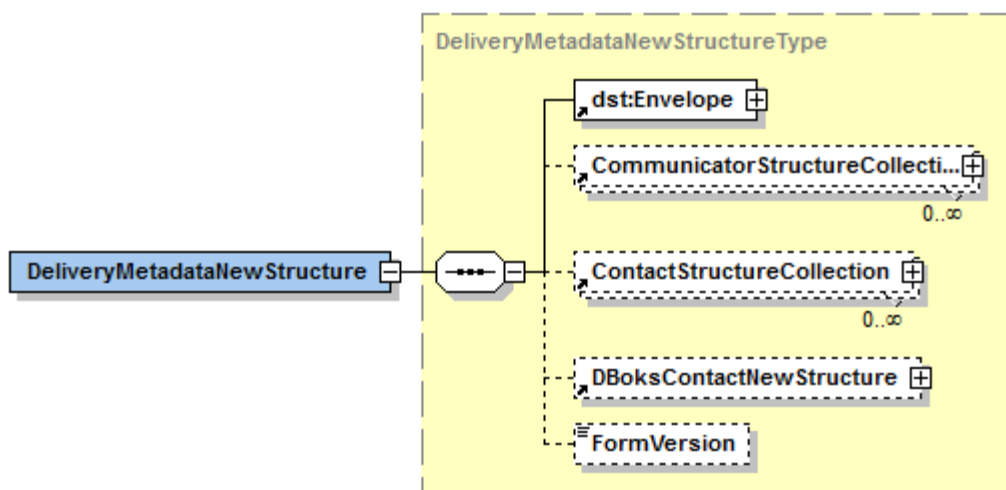 DeliveryMetadataNewStructureType
dst:Envelope
CommunicatorStructureCollecti...
0..∞
DeliveryMetadataNewStructure
ContactStructureCollection
0..∞
DBoksContactNewStructure
FormVersion